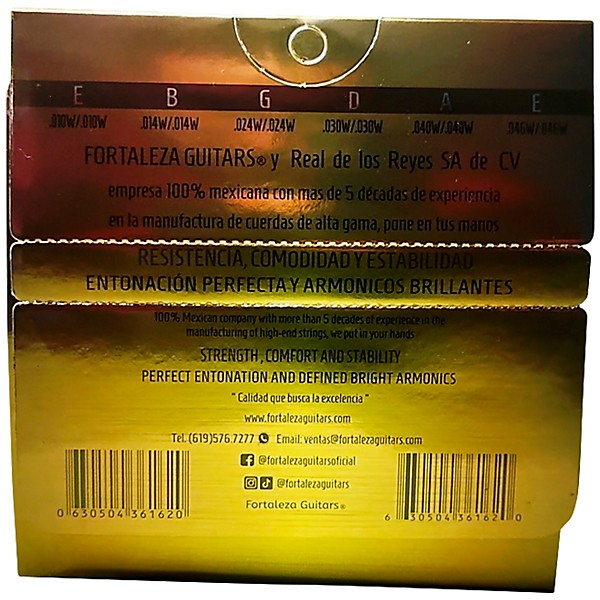 E B G D A E
.010W/.010W .014W/.014W .024W/.024W .030W/.030W .040W/.040W .046W/.046W
FORTALEZA GUITARS® y Real de los Reyes SA de CV
empresa 100% mexicana con más de 5 décadas de experiencia
en la manufactura de cuerdas de alta gama, pone en tus manos
RESISTENCIA, COMODIDAD Y ESTABILIDAD
ENTONACIÓN PERFECTA Y ARMONICOS BRILLANTES
100% Mexican company with more than 5 decades of experience in the
manufacturing of high-end strings, we put in your hands
STRENGTH , COMFORT AND STABILITY
PERFECT ENTONATION AND DEFINED BRIGHT ARMONICS
" Calidad que busca la excelencia "
www.fortalezaguitars.com
Tel. (619)576.7277 Email: ventas@fortalezaguitars.com
@fortalezaguitarsoficial
@fortalezaguitars
Fortaleza Guitars®
0 630504 361620
6 30504 36162 0